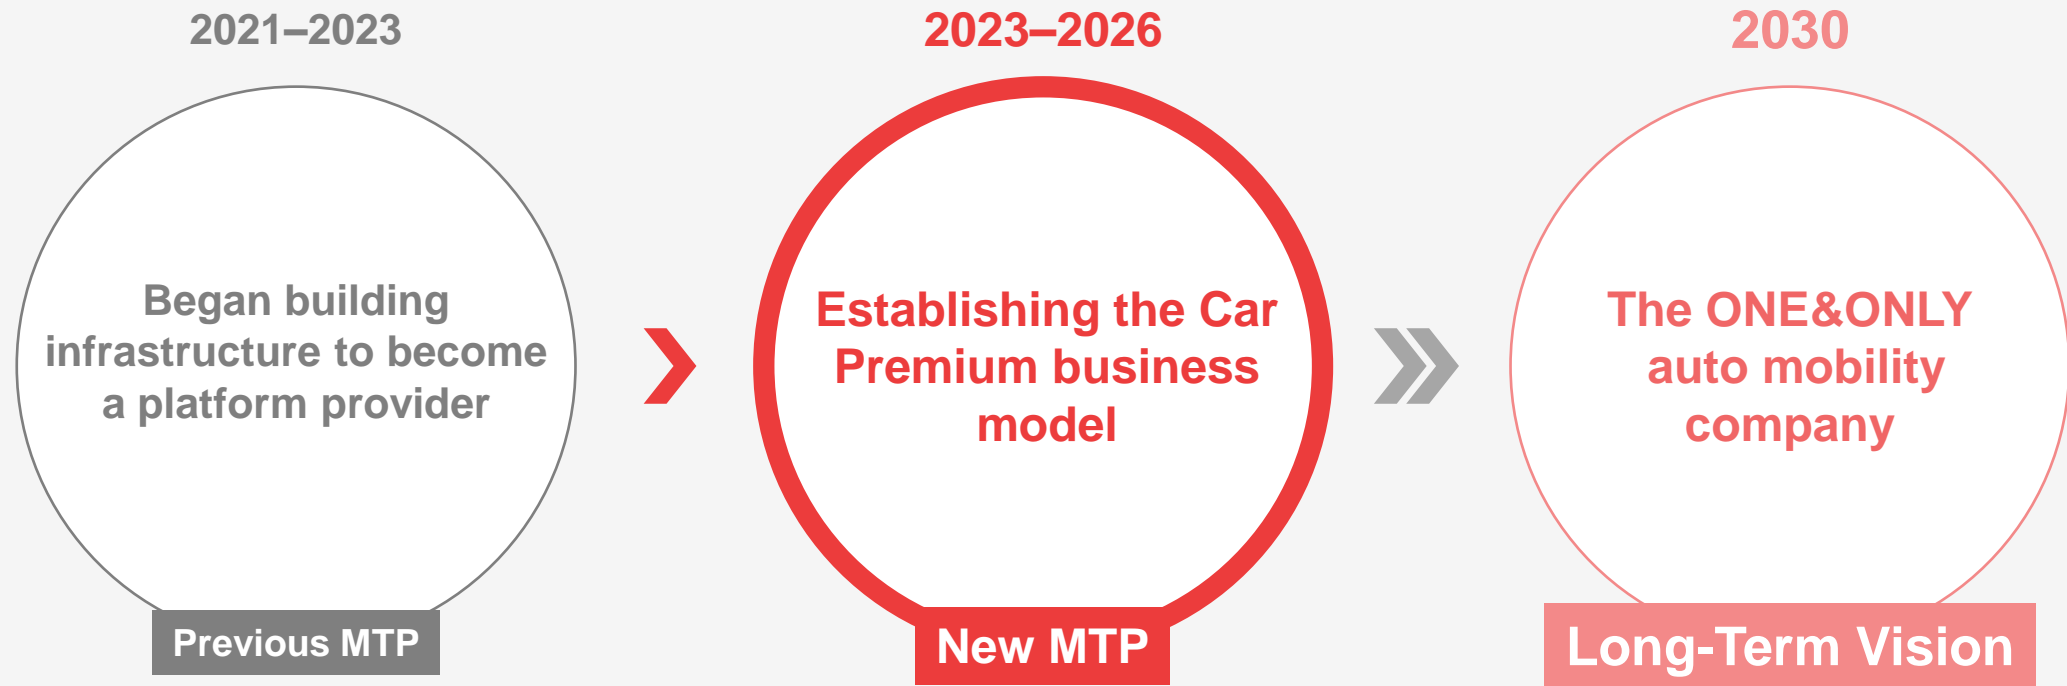 2021–2023
Began building
infrastructure to become
a platform provider
Previous MTP
2023–2026
Establishing the Car
Premium business
model
New MTP
2030
The ONE&ONLY
auto mobility
company
Long-Term Vision